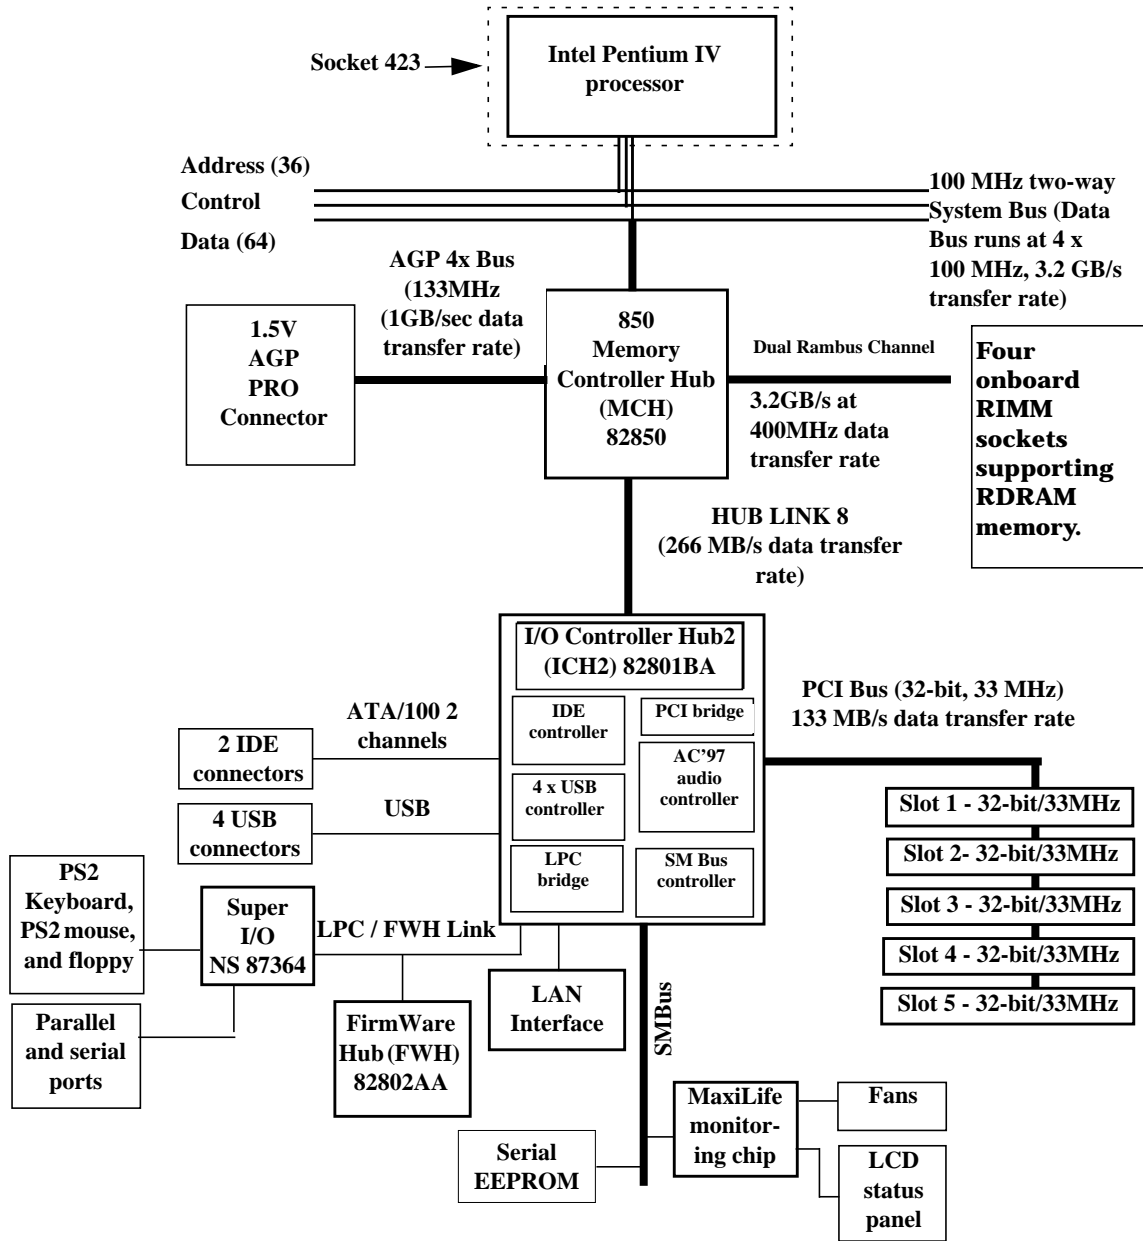 Socket 423
Intel Pentium IV
processor
Address (36)
Control
Data (64)
100 MHz two-way
System Bus (Data
Bus runs at 4 x
100 MHz, 3.2 GB/s
transfer rate)
AGP 4x Bus
(133MHz
(1GB/sec data
transfer rate)
1.5V
AGP
PRO
Connector
850
Memory
Controller Hub
(MCH)
82850
Dual Rambus Channel
3.2GB/s at
400MHz data
transfer rate
Four
onboard
RIMM
sockets
supporting
RDRAM
memory.
HUB LINK 8
(266 MB/s data transfer
rate)
I/O Controller Hub2
(ICH2) 82801BA
IDE
controller
PCI bridge
AC'97
audio
controller
4 x USB
controller
LPC
bridge
SM Bus
controller
PCI Bus (32-bit, 33 MHz)
133 MB/s data transfer rate
ATA/100 2
channels
2 IDE
connectors
USB
4 USB
connectors
Slot 1 - 32-bit/33MHz
Slot 2- 32-bit/33MHz
Slot 3 - 32-bit/33MHz
Slot 4 - 32-bit/33MHz
Slot 5 - 32-bit/33MHz
PS2
Keyboard,
PS2 mouse,
and floppy
Super
I/O
NS 87364
LPC / FWH Link
Parallel
and serial
ports
FirmWare
Hub (FWH)
82802AA
LAN
Interface
SMBus
MaxiLife
monitor-
ing chip
Fans
LCD
status
panel
Serial
EEPROM